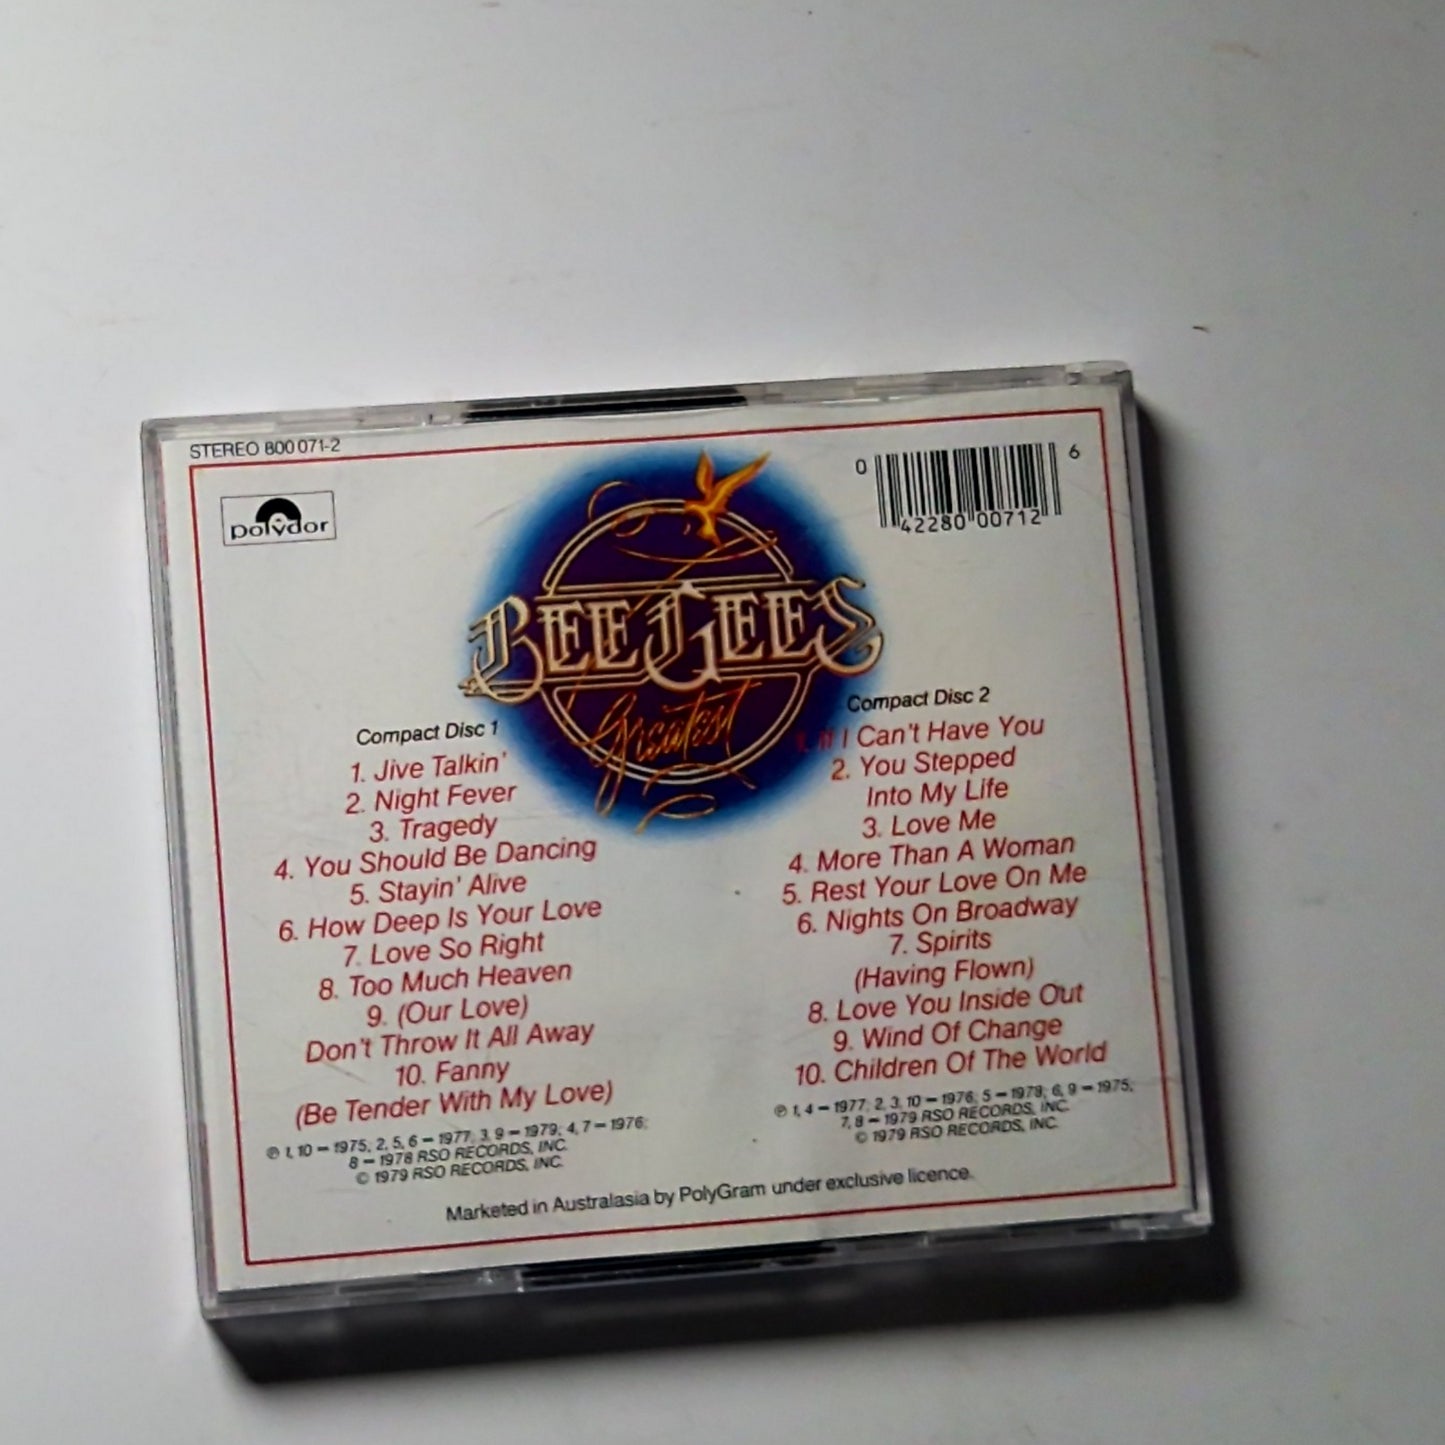 STEREO 800 071-2
polydor
0 42280 00712 6
BEE GEES
Greatest
Compact Disc 1
1. Jive Talkin'
2. Night Fever
3. Tragedy
4. You Should Be Dancing
5. Stayin' Alive
6. How Deep Is Your Love
7. Love So Right
8. Too Much Heaven
9. (Our Love)
Don't Throw It All Away
10. Fanny
(Be Tender With My Love)
℗ 1, 10 – 1975; 2, 5, 6 – 1977; 3, 9 – 1979; 4, 7 – 1976;
8 – 1978 RSO RECORDS, INC.
© 1979 RSO RECORDS, INC.
Compact Disc 2
1. If I Can't Have You
2. You Stepped
Into My Life
3. Love Me
4. More Than A Woman
5. Rest Your Love On Me
6. Nights On Broadway
7. Spirits
(Having Flown)
8. Love You Inside Out
9. Wind Of Change
10. Children Of The World
℗ 1, 4 – 1977; 2, 3, 10 – 1976; 5 – 1978; 6, 9 – 1975;
7, 8 – 1979 RSO RECORDS, INC.
© 1979 RSO RECORDS, INC.
Marketed in Australasia by PolyGram under exclusive licence.